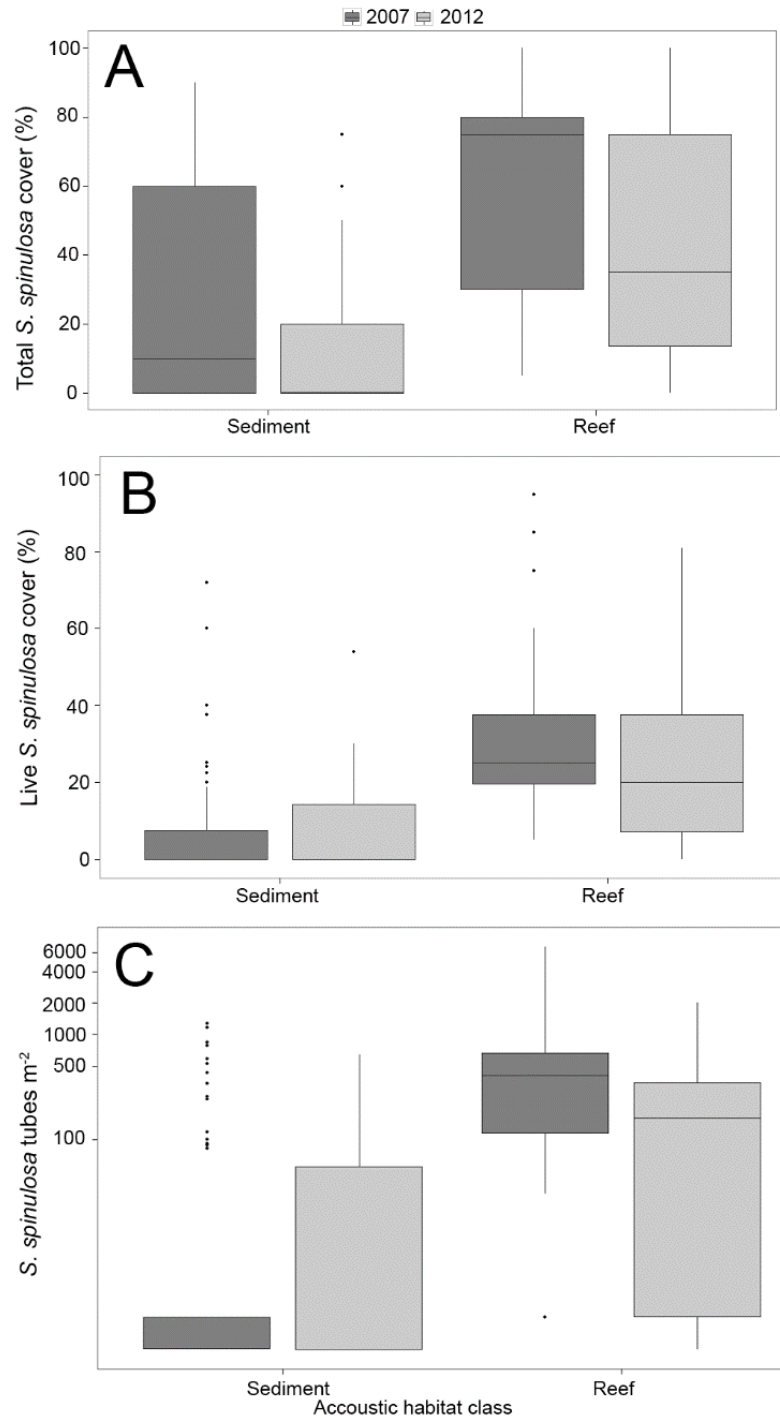 2007 2012
A
Total S. spinulosa cover (%)
100
80
60
40
20
0
Sediment Reef
B
Live S. spinulosa cover (%)
100
80
60
40
20
0
Sediment Reef
C
S. spinulosa tubes m⁻²
6000
4000
2000
1000
500
100
Sediment Reef
Accoustic habitat class